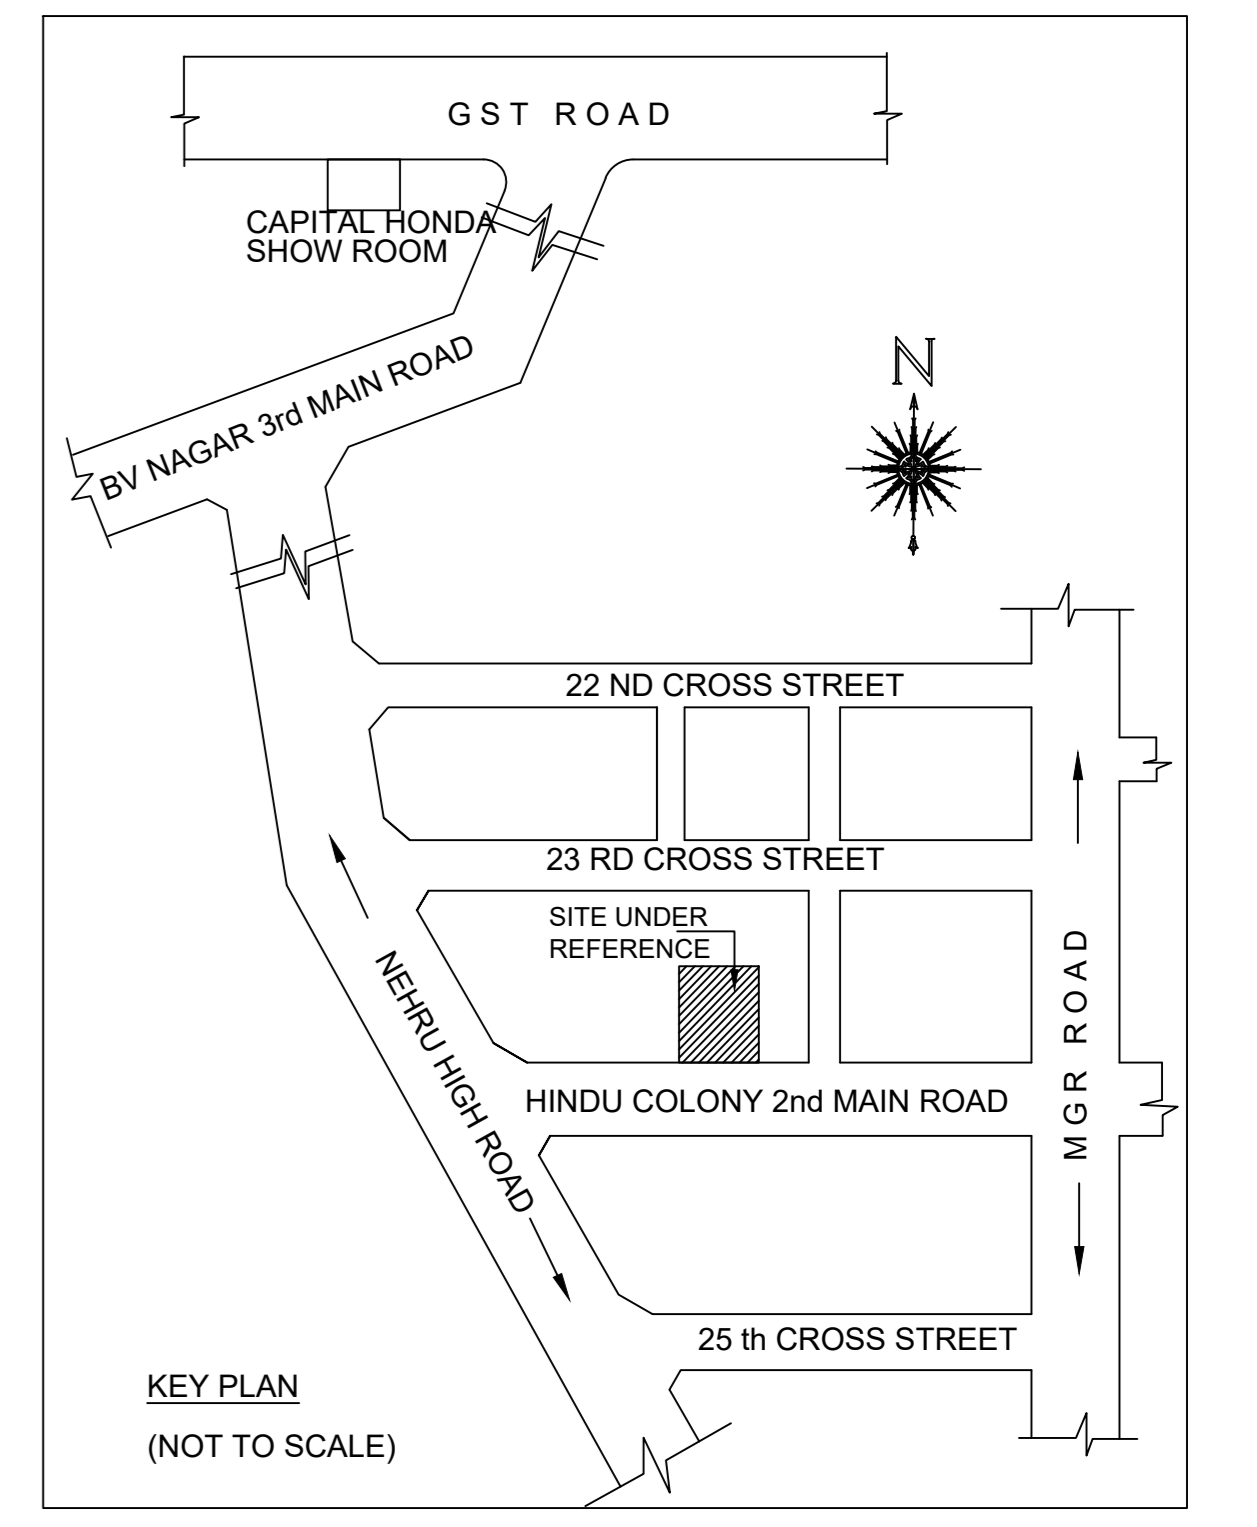 GST ROAD
CAPITAL HONDA
SHOW ROOM
BV NAGAR 3rd MAIN ROAD
N
22 ND CROSS STREET
23 RD CROSS STREET
SITE UNDER
REFERENCE
NEHRU HIGH ROAD
MGR ROAD
HINDU COLONY 2nd MAIN ROAD
25 th CROSS STREET
KEY PLAN
(NOT TO SCALE)